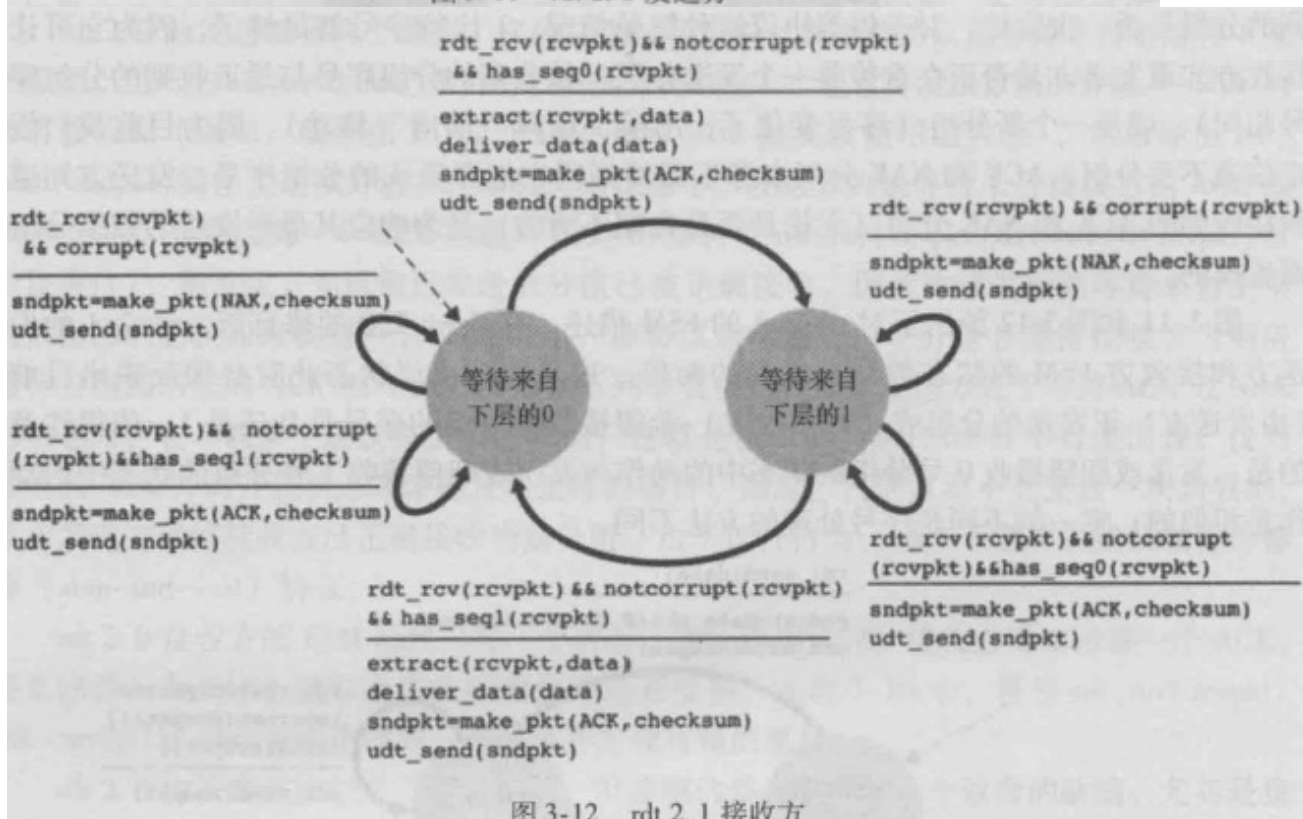 rdt_rcv(rcvpkt)&& notcorrupt(rcvpkt)
&& has_seq0(rcvpkt)
extract(rcvpkt,data)
deliver_data(data)
sndpkt=make_pkt(ACK,checksum)
udt_send(sndpkt)
rdt_rcv(rcvpkt)
&& corrupt(rcvpkt)
sndpkt=make_pkt(NAK,checksum)
udt_send(sndpkt)
rdt_rcv(rcvpkt) && corrupt(rcvpkt)
sndpkt=make_pkt(NAK,checksum)
udt_send(sndpkt)
等待来自
下层的0
等待来自
下层的1
rdt_rcv(rcvpkt)&& notcorrupt
(rcvpkt)&&has_seq1(rcvpkt)
sndpkt=make_pkt(ACK,checksum)
udt_send(sndpkt)
rdt_rcv(rcvpkt)&& notcorrupt
(rcvpkt)&&has_seq0(rcvpkt)
sndpkt=make_pkt(ACK,checksum)
udt_send(sndpkt)
rdt_rcv(rcvpkt) && notcorrupt(rcvpkt)
&& has_seq1(rcvpkt)
extract(rcvpkt,data)
deliver_data(data)
sndpkt=make_pkt(ACK,checksum)
udt_send(sndpkt)
图 3-12 rdt 2.1 接收方